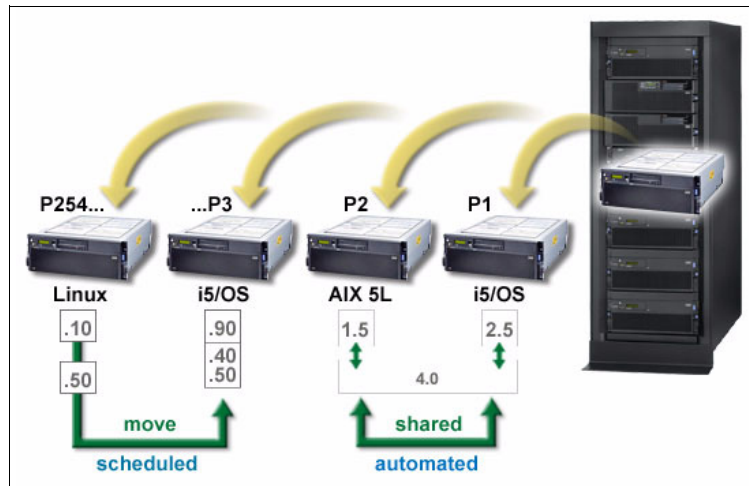 P254...
...P3
P2
P1
Linux
i5/OS
AIX 5L
i5/OS
.10
.50
.90
.40
.50
1.5
2.5
4.0
move
scheduled
shared
automated